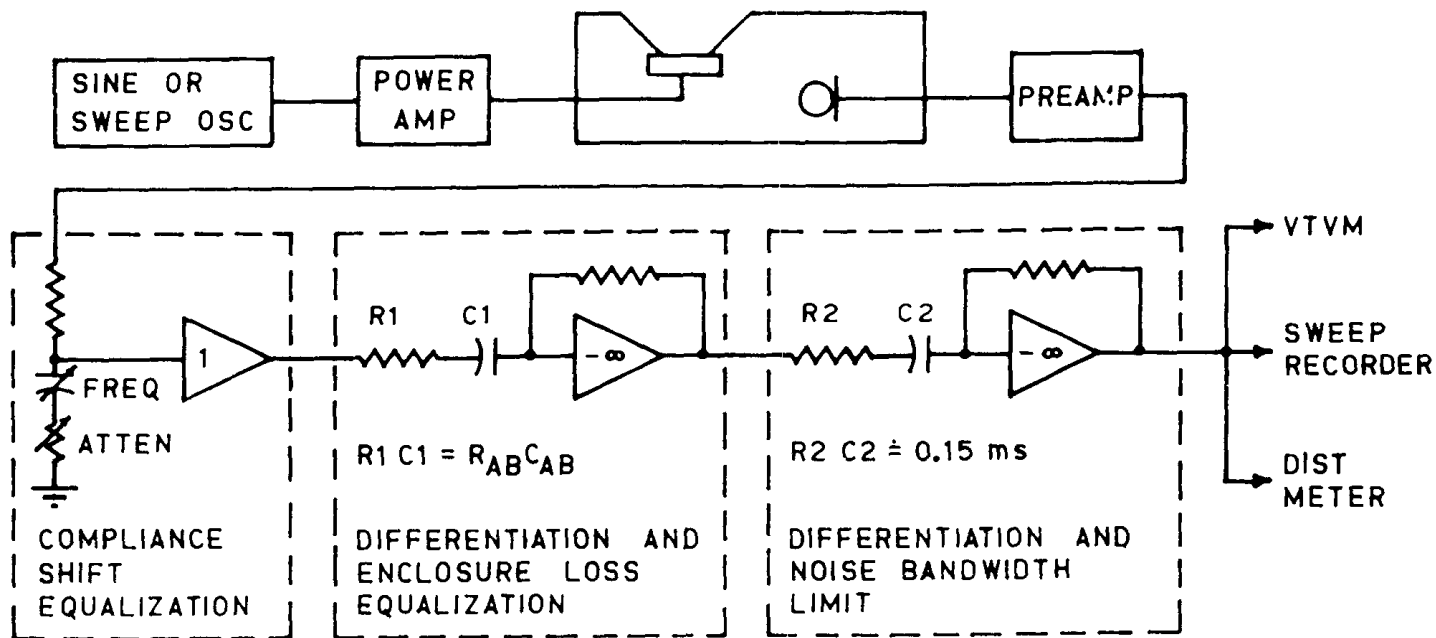 SINE OR
SWEEP OSC
POWER
AMP
PREAMP
FREQ
ATTEN
1
COMPLIANCE
SHIFT
EQUALIZATION
R1
C1
- ∞
R1 C1 = R_AB C_AB
DIFFERENTIATION AND
ENCLOSURE LOSS
EQUALIZATION
R2
C2
- ∞
R2 C2 ≐ 0.15 ms
DIFFERENTIATION AND
NOISE BANDWIDTH
LIMIT
VTVM
SWEEP
RECORDER
DIST
METER